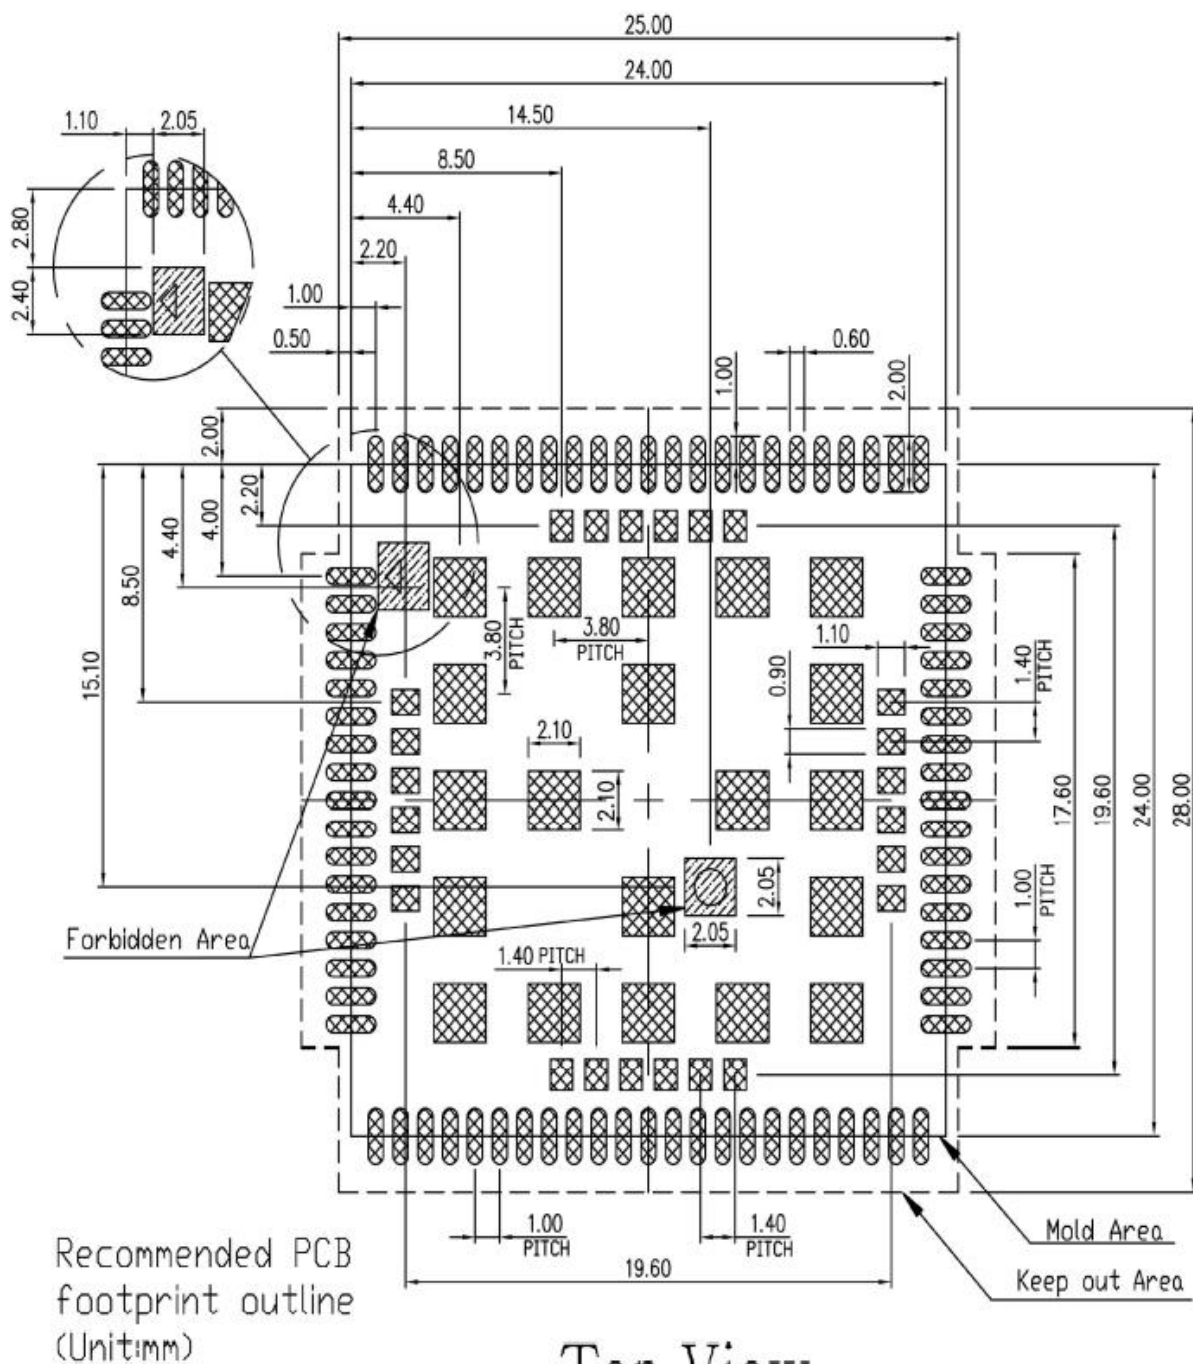 25.00
24.00
14.50
1.10
2.05
8.50
4.40
2.80
2.20
2.40
1.00
0.50
0.60
1.00
2.00
2.00
2.20
4.00
4.40
8.50
15.10
3.80
PITCH
3.80
PITCH
1.10
1.40
PITCH
0.90
2.10
2.10
17.60
19.60
24.00
28.00
2.05
2.05
1.00
PITCH
Forbidden Area
1.40 PITCH
1.00
PITCH
1.40
PITCH
19.60
Mold Area
Keep out Area
Recommended PCB
footprint outline
(Unit:mm)
Top View